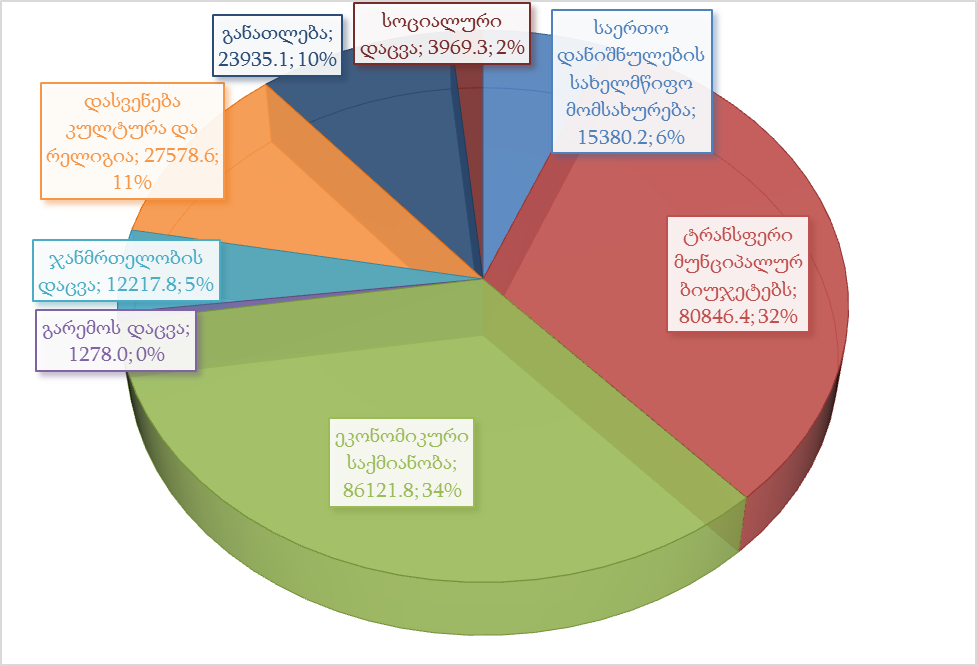 განათლება;
23935.1; 10%
სოციალური
დაცვა; 3969.3; 2%
საერთო
დანიშნულების
სახელმწიფო
მომსახურება;
15380.2; 6%
დასვენება
კულტურა და
რელიგია; 27578.6;
11%
ტრანსფერი
მუნციპალურ
ბიუჯეტებს;
80846.4; 32%
ჯანმრთელობის
დაცვა; 12217.8; 5%
გარემოს დაცვა;
1278.0; 0%
ეკონომიკური
საქმიანობა;
86121.8; 34%